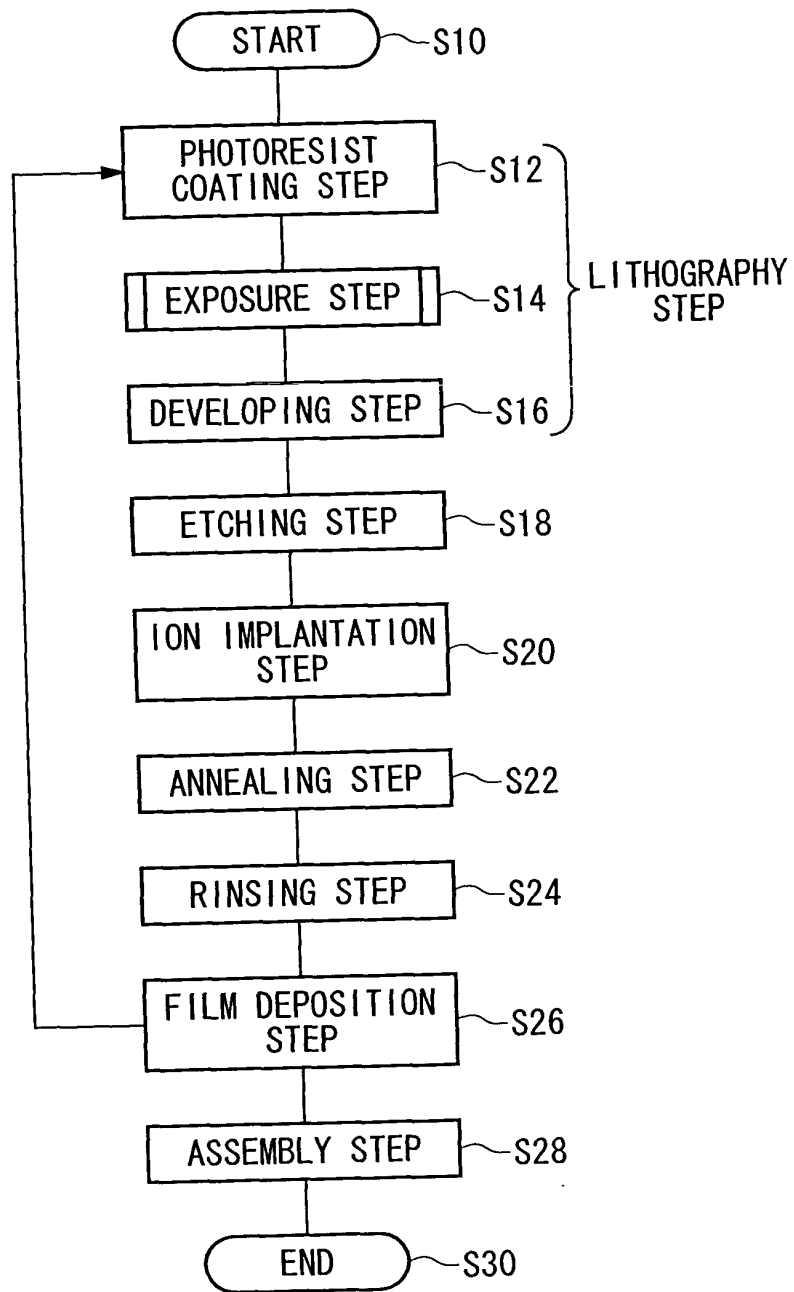 START
S10
PHOTORESIST
COATING STEP
S12
EXPOSURE STEP
S14
LITHOGRAPHY
STEP
DEVELOPING STEP
S16
ETCHING STEP
S18
ION IMPLANTATION
STEP
S20
ANNEALING STEP
S22
RINSING STEP
S24
FILM DEPOSITION
STEP
S26
ASSEMBLY STEP
S28
END
S30